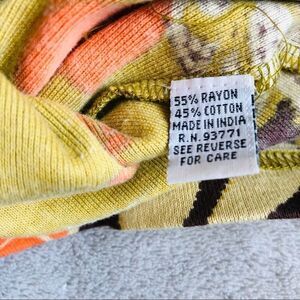 55% RAYON
45% COTTON
MADE IN INDIA
R.N. 93771
SEE REVERSE
FOR CARE